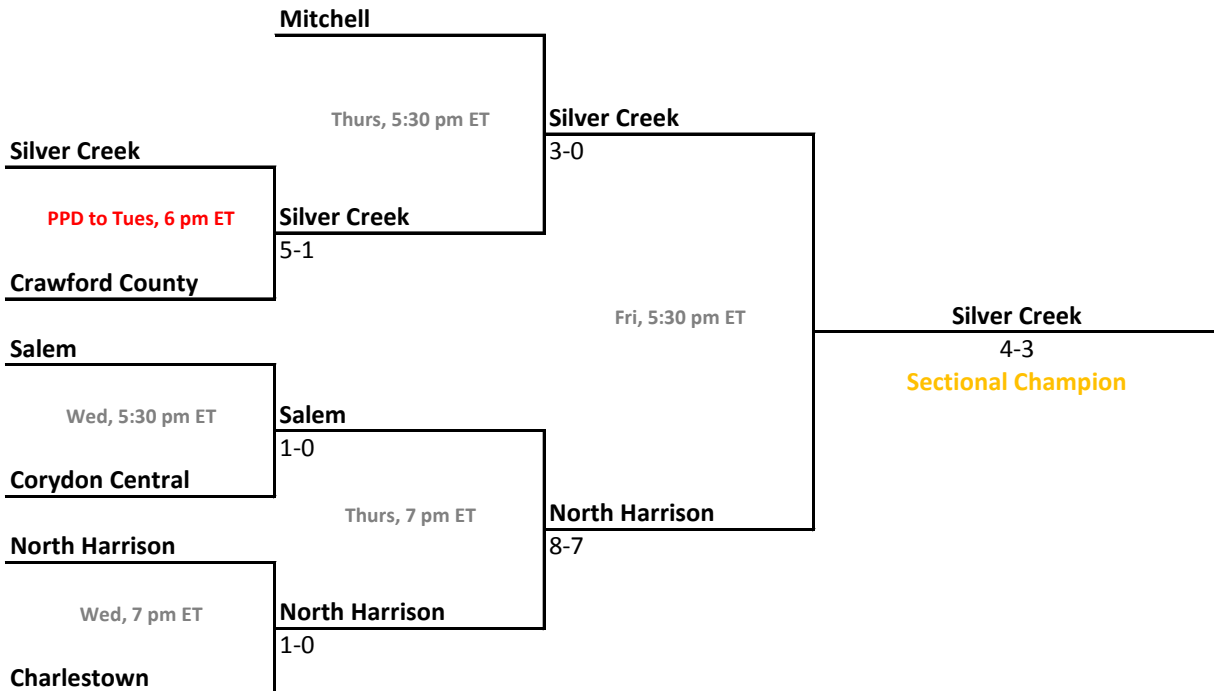 Mitchell
Thurs, 5:30 pm ET
Silver Creek
3-0
Silver Creek
PPD to Tues, 6 pm ET
Silver Creek
5-1
Crawford County
Fri, 5:30 pm ET
Silver Creek
4-3
Sectional Champion
Salem
Wed, 5:30 pm ET
Salem
1-0
Corydon Central
Thurs, 7 pm ET
North Harrison
8-7
North Harrison
Wed, 7 pm ET
North Harrison
1-0
Charlestown